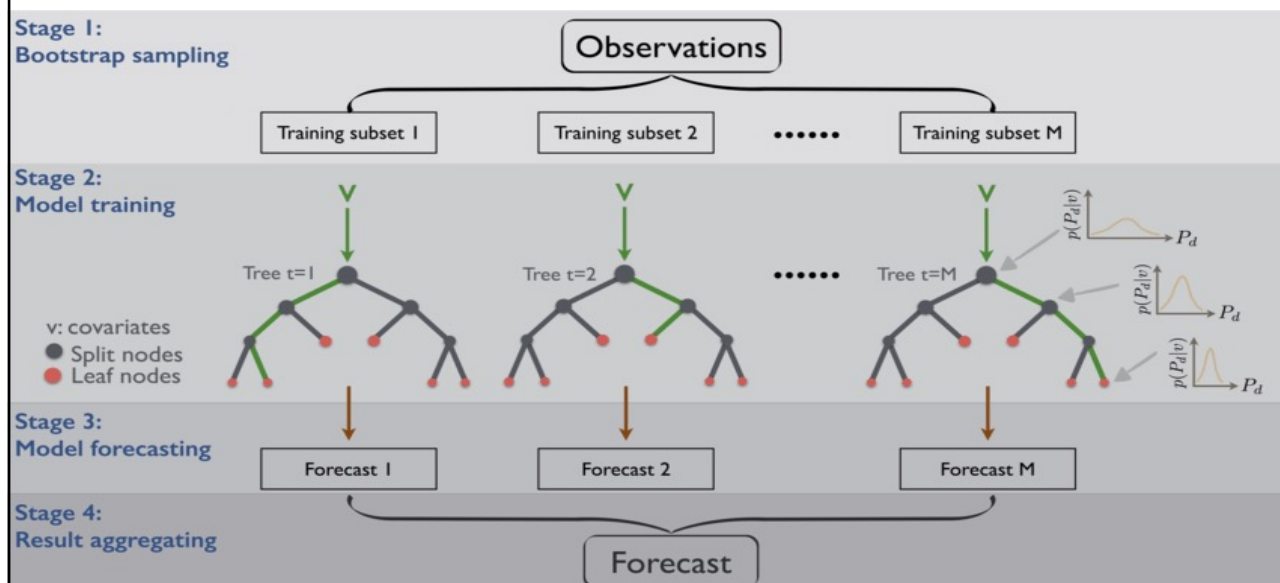 Stage 1:
Bootstrap sampling
Observations
Training subset 1
Training subset 2
......
Training subset M
Stage 2:
Model training
v
v
v
p(P_d|v)
P_d
Tree t=1
Tree t=2
......
Tree t=M
p(P_d|v)
P_d
v: covariates
Split nodes
Leaf nodes
p(P_d|v)
P_d
Stage 3:
Model forecasting
Forecast 1
Forecast 2
Forecast M
Stage 4:
Result aggregating
Forecast